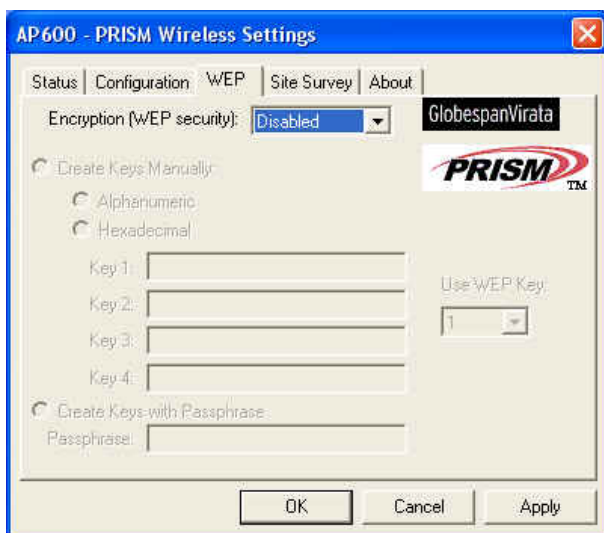 AP600 - PRISM Wireless Settings
Status Configuration WEP Site Survey About
Encryption (WEP security): Disabled
GlobespanVirata
PRISM TM
Create Keys Manually:
Alphanumeric
Hexadecimal
Key 1:
Key 2:
Key 3:
Key 4:
Use WEP Key:
1
Create Keys with Passphrase
Passphrase:
OK Cancel Apply